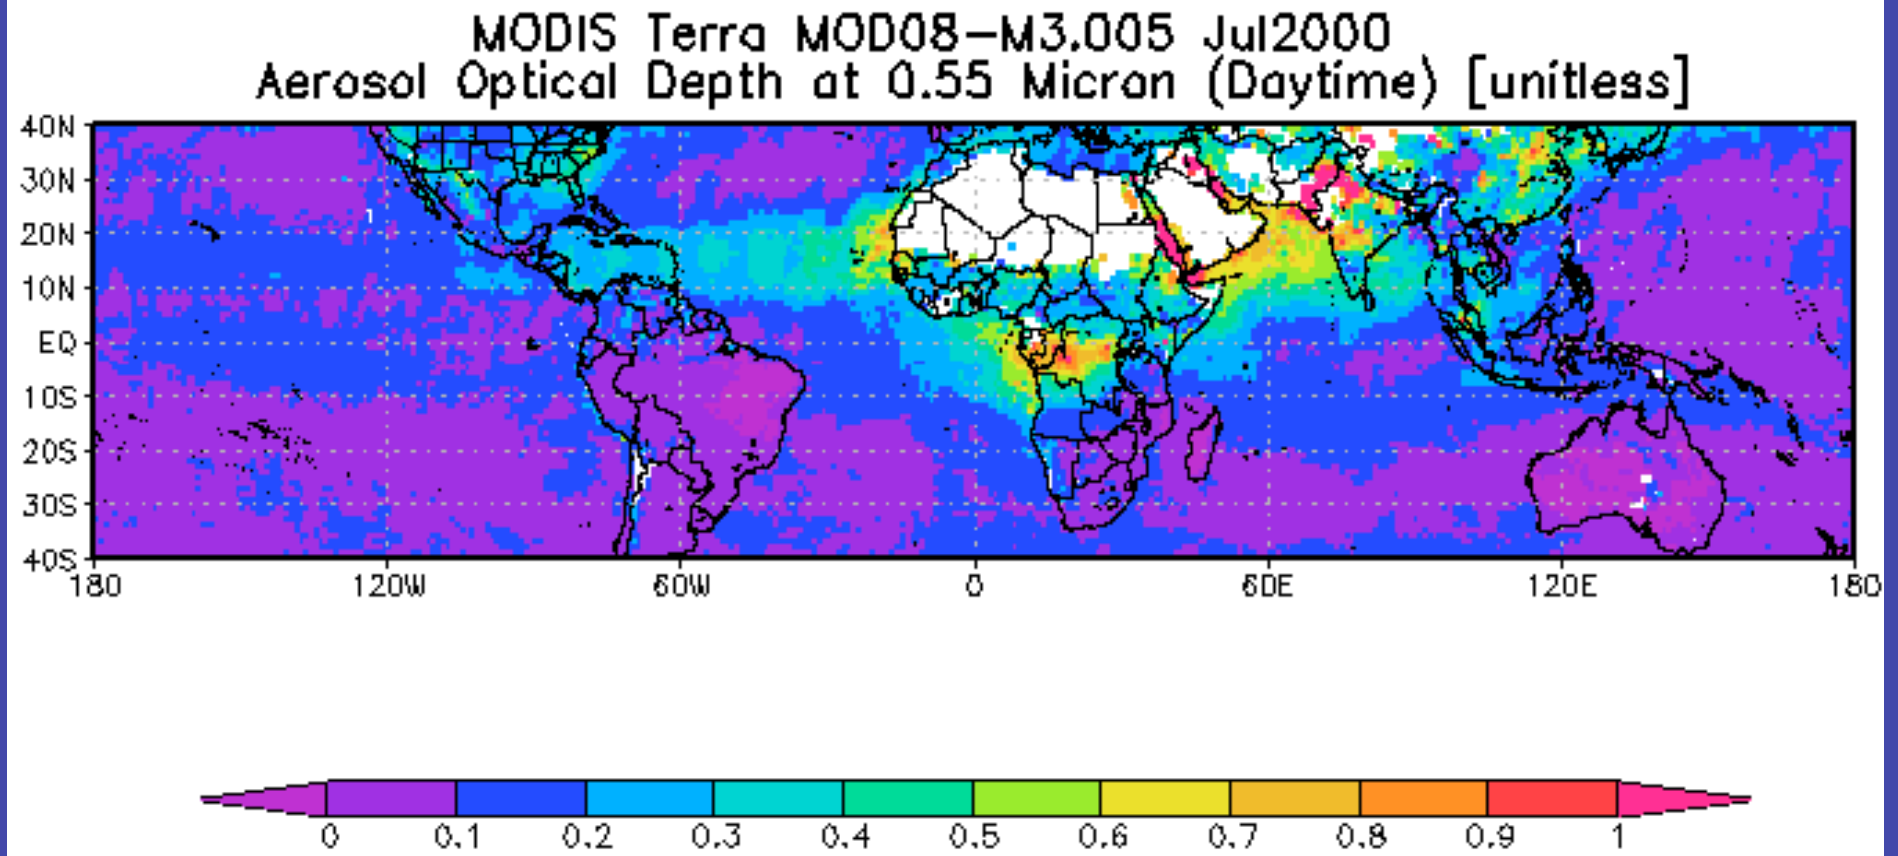 MODIS Terra MOD08-M3.005 Jul2000
Aerosol Optical Depth at 0.55 Micron (Daytime) [unitless]
40N
30N
20N
10N
EQ
10S
20S
30S
40S
180 120W 60W 0 60E 120E 180
0 0.1 0.2 0.3 0.4 0.5 0.6 0.7 0.8 0.9 1